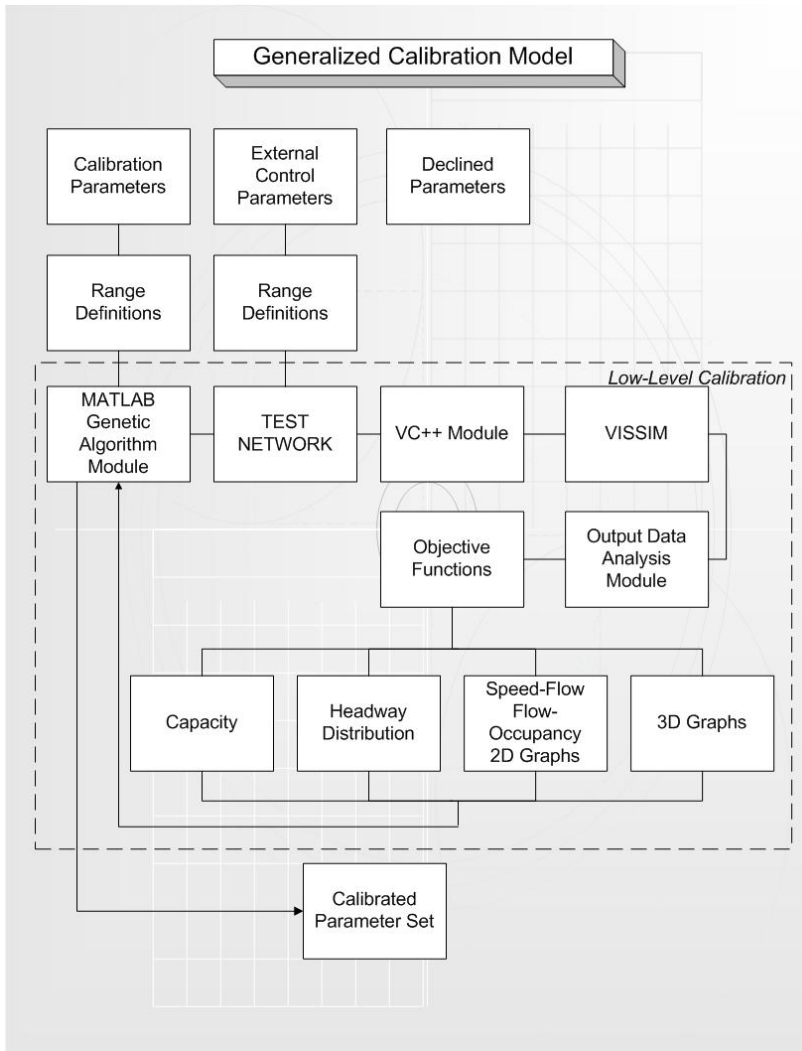 Generalized Calibration Model
Calibration
Parameters
External
Control
Parameters
Declined
Parameters
Range
Definitions
Range
Definitions
Low-Level Calibration
MATLAB
Genetic
Algorithm
Module
TEST
NETWORK
VC++ Module
VISSIM
Objective
Functions
Output Data
Analysis
Module
Capacity
Headway
Distribution
Speed-Flow
Flow-
Occupancy
2D Graphs
3D Graphs
Calibrated
Parameter Set